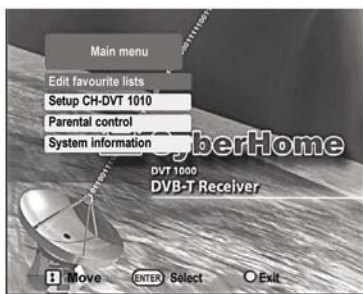 Main menu
Edit favourite lists
Setup CH-DVT 1010
Parental control
System information
CyberHome
DVT 1000
DVB-T Receiver
Move ENTER Select Exit